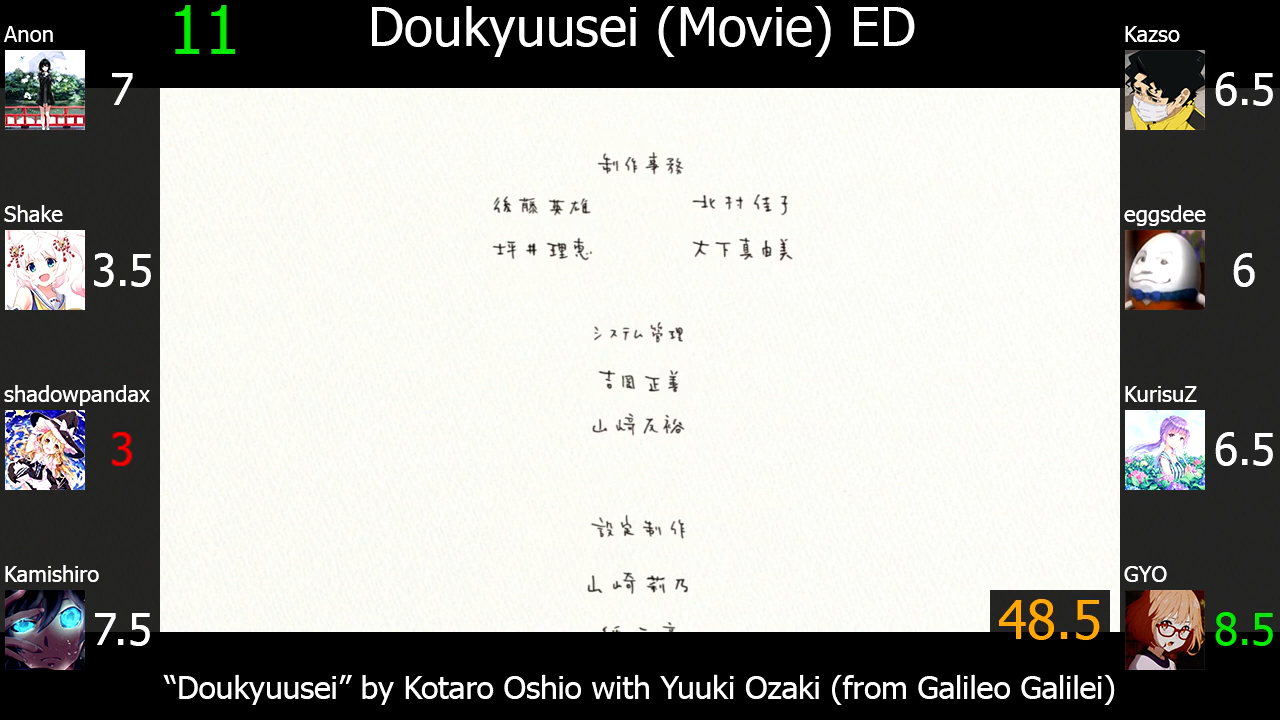 11
Doukyuusei (Movie) ED
Anon
7
Shake
3.5
shadowpandax
3
Kamishiro
7.5
制作事務
後藤英雄 北村佳子
坪井理恵 大下真由美
システム管理
吉岡正善
山﨑友裕
設定制作
山崎莉乃
Kazso
6.5
eggsdee
6
KurisuZ
6.5
GYO
8.5
48.5
“Doukyuusei” by Kotaro Oshio with Yuuki Ozaki (from Galileo Galilei)